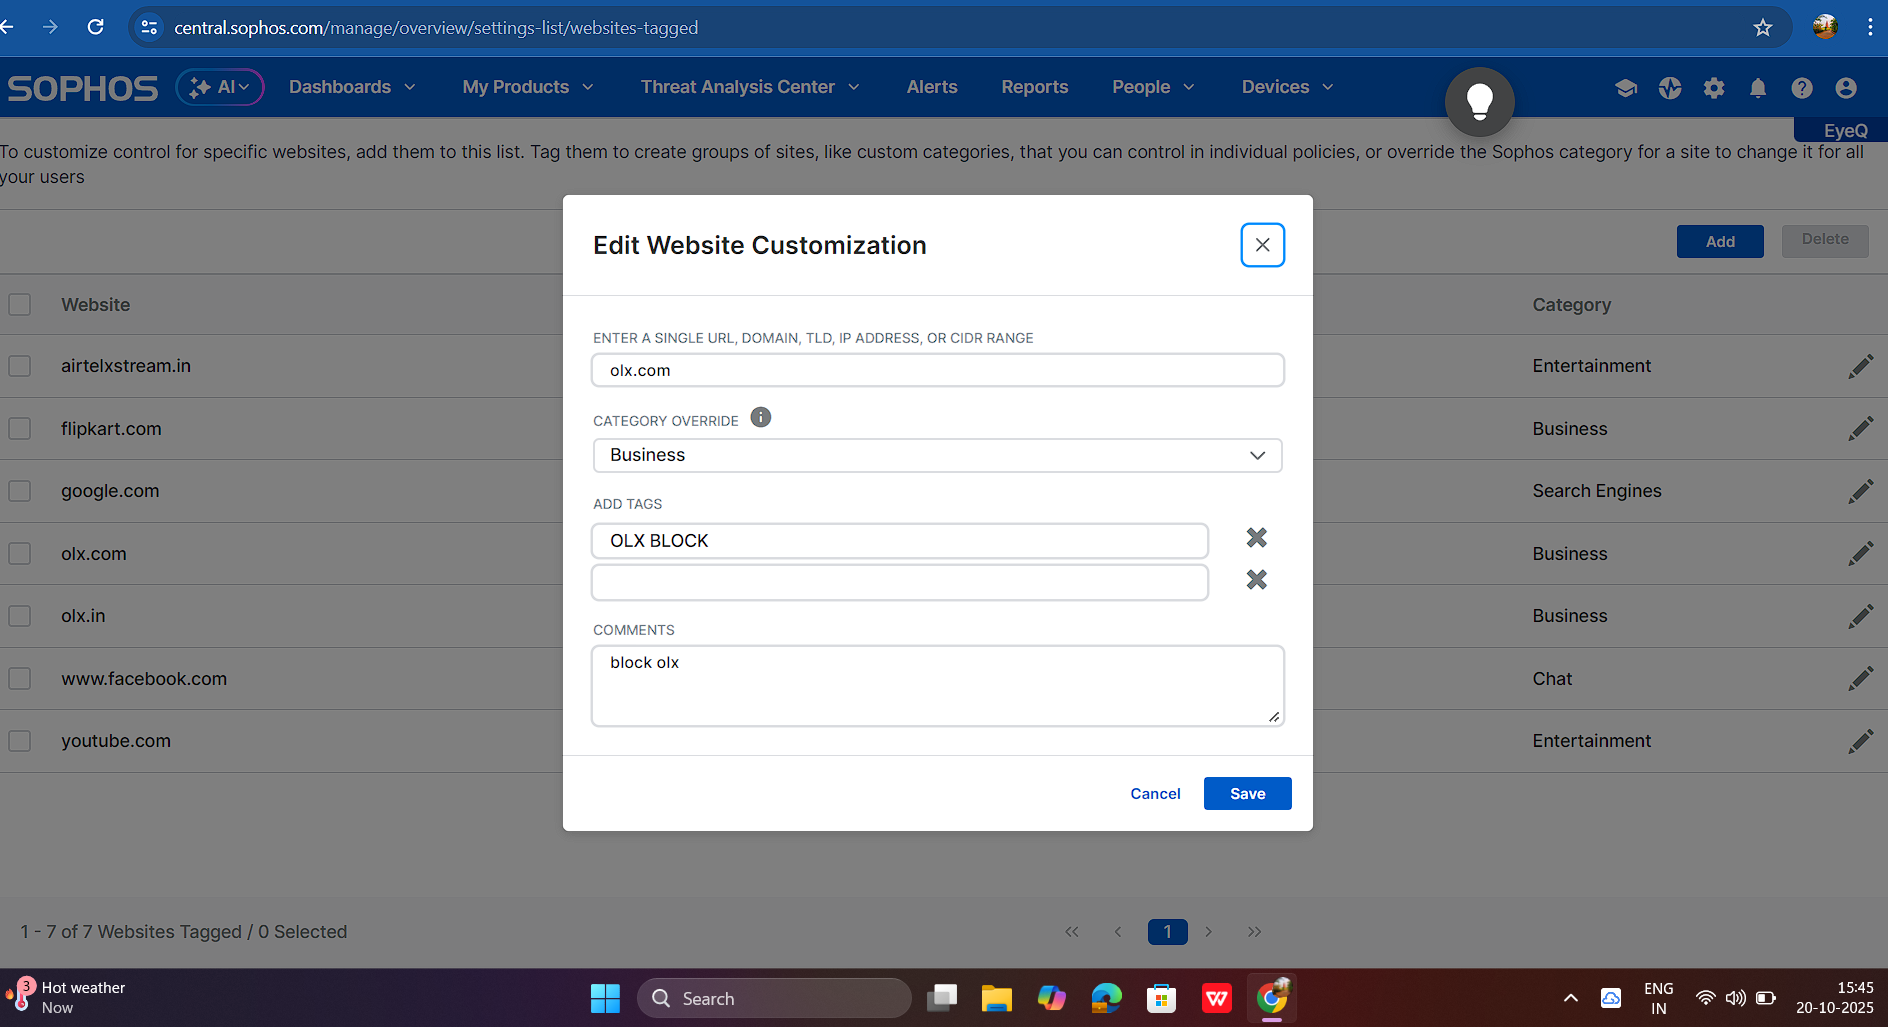 central.sophos.com/manage/overview/settings-list/websites-tagged
SOPHOS AI Dashboards My Products Threat Analysis Center Alerts Reports People Devices
EyeQ
To customize control for specific websites, add them to this list. Tag them to create groups of sites, like custom categories, that you can control in individual policies, or override the Sophos category for a site to change it for all
your users
Add Delete
Website Category
airtelxstream.in Entertainment
flipkart.com Business
google.com Search Engines
olx.com Business
olx.in Business
www.facebook.com Chat
youtube.com Entertainment
Edit Website Customization
ENTER A SINGLE URL, DOMAIN, TLD, IP ADDRESS, OR CIDR RANGE
olx.com
CATEGORY OVERRIDE
Business
ADD TAGS
OLX BLOCK
COMMENTS
block olx
Cancel Save
1 - 7 of 7 Websites Tagged / 0 Selected
1
3 Hot weather
Now
Search
ENG
IN
15:45
20-10-2025